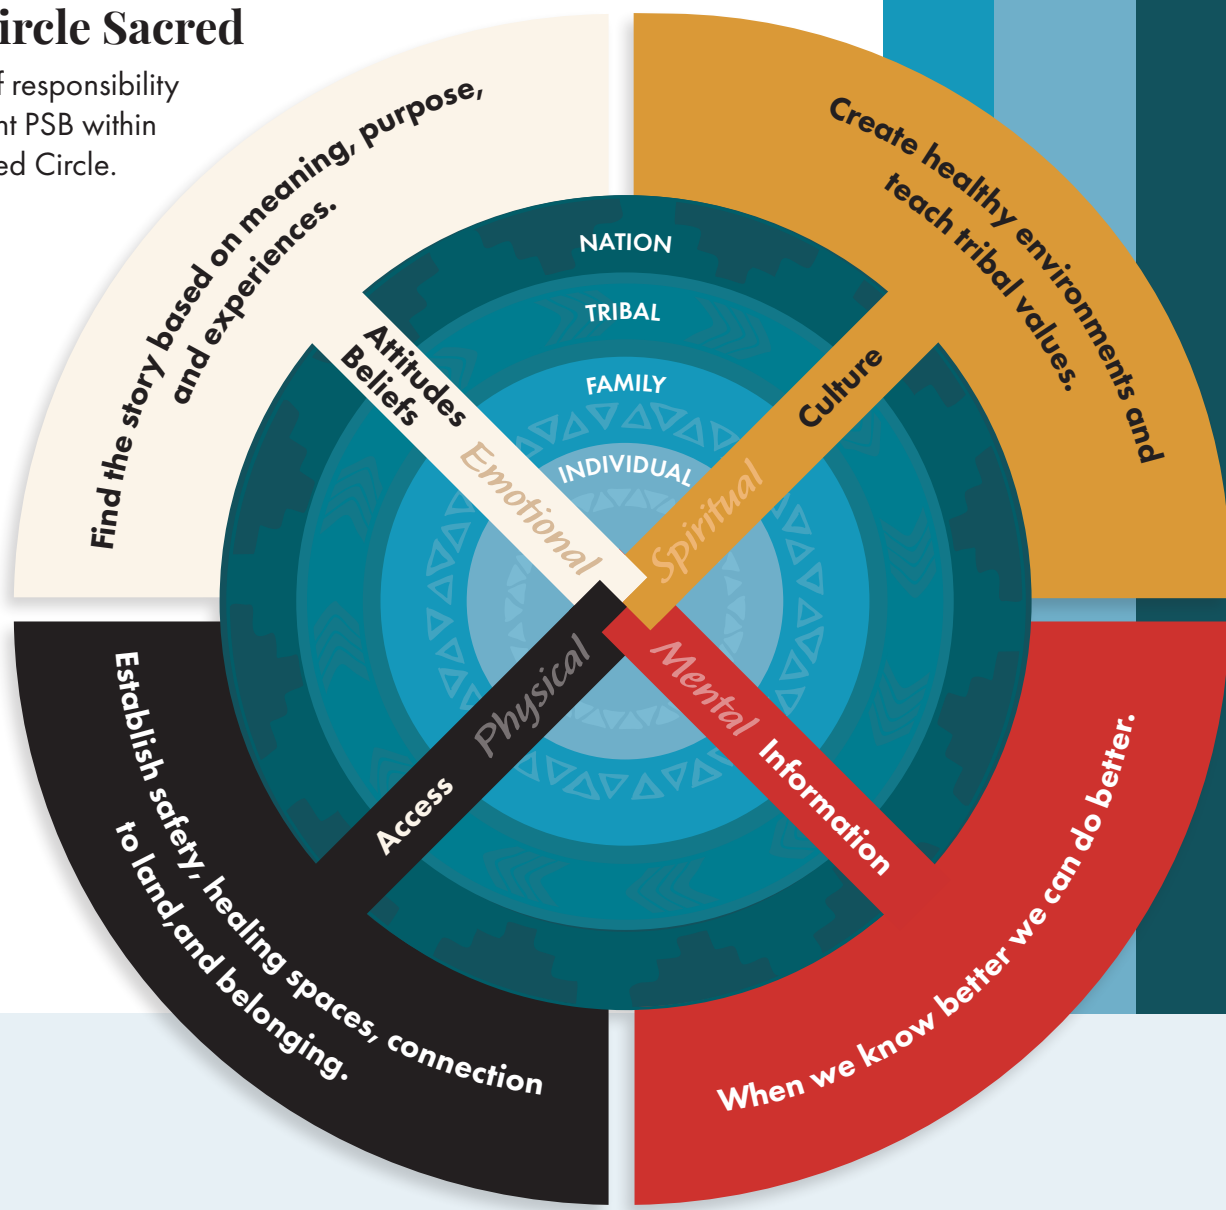 ircle Sacred
f responsibility
nt PSB within
ed Circle.
Find the story based on meaning, purpose,
and experiences.
Create healthy environments and
teach tribal values.
NATION
TRIBAL
FAMILY
INDIVIDUAL
Attitudes
Beliefs
Emotional
Culture
Spiritual
Physical
Access
Mental
Information
Establish safety, healing spaces, connection
to land,and belonging.
When we know better we can do better.